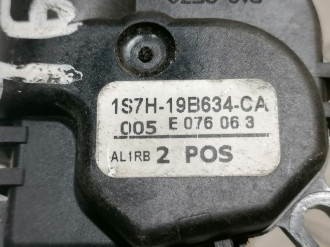 1S7H-19B634-CA
005 E 076 06 3
AL1RB 2 POS